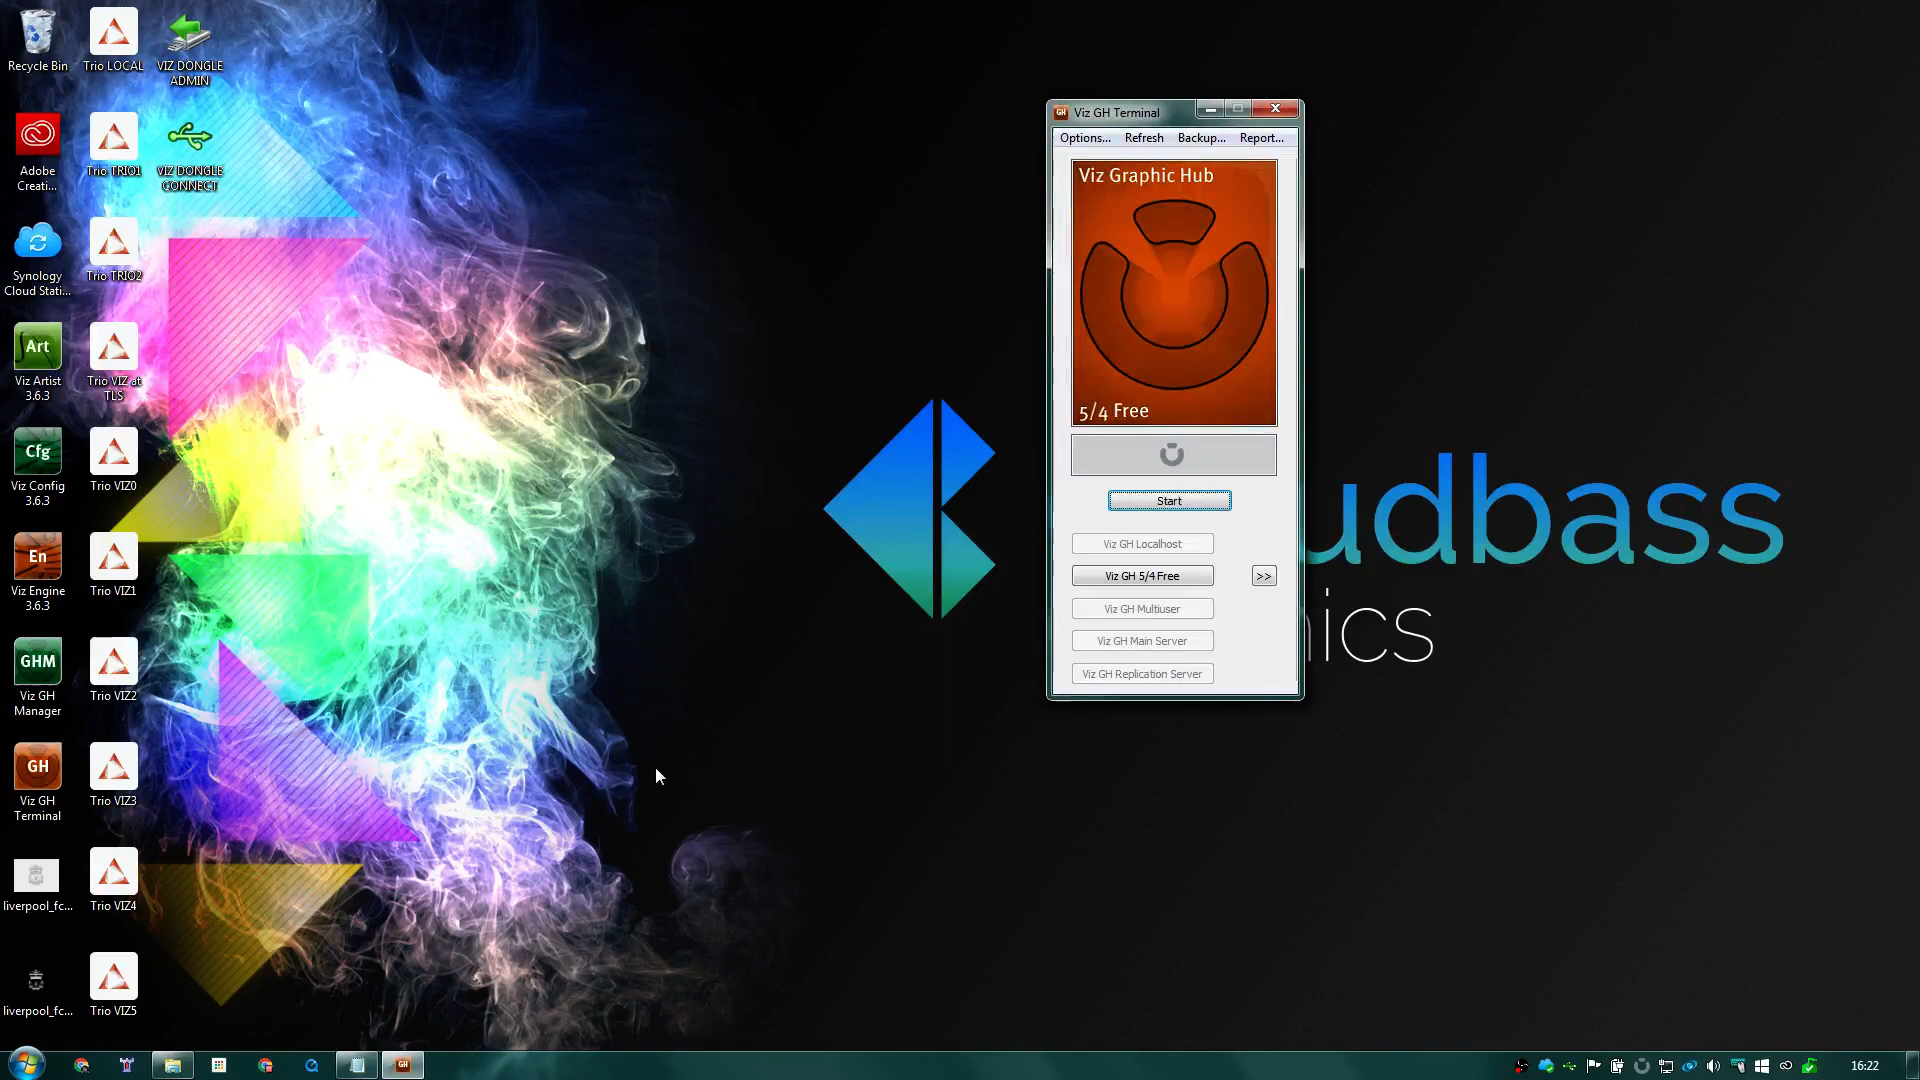 Recycle Bin
Trio LOCAL
VIZ DONGLE
ADMIN
Adobe
Creati...
Trio TRIO1
VIZ DONGLE
CONNECT
Synology
Cloud Stati...
Trio TRIO2
Art
Viz Artist
3.6.3
Trio VIZ at
TLS
Cfg
Viz Config
3.6.3
Trio VIZ0
En
Viz Engine
3.6.3
Trio VIZ1
GHM
Viz GH
Manager
Trio VIZ2
GH
Viz GH
Terminal
Trio VIZ3
liverpool_fc...
Trio VIZ4
liverpool_fc...
Trio VIZ5
GH Viz GH Terminal
Options... Refresh Backup... Report...
Viz Graphic Hub
5/4 Free
Start
Viz GH Localhost
Viz GH 5/4 Free
>>
Viz GH Multiuser
Viz GH Main Server
Viz GH Replication Server
udbass
ics
GH
16:22